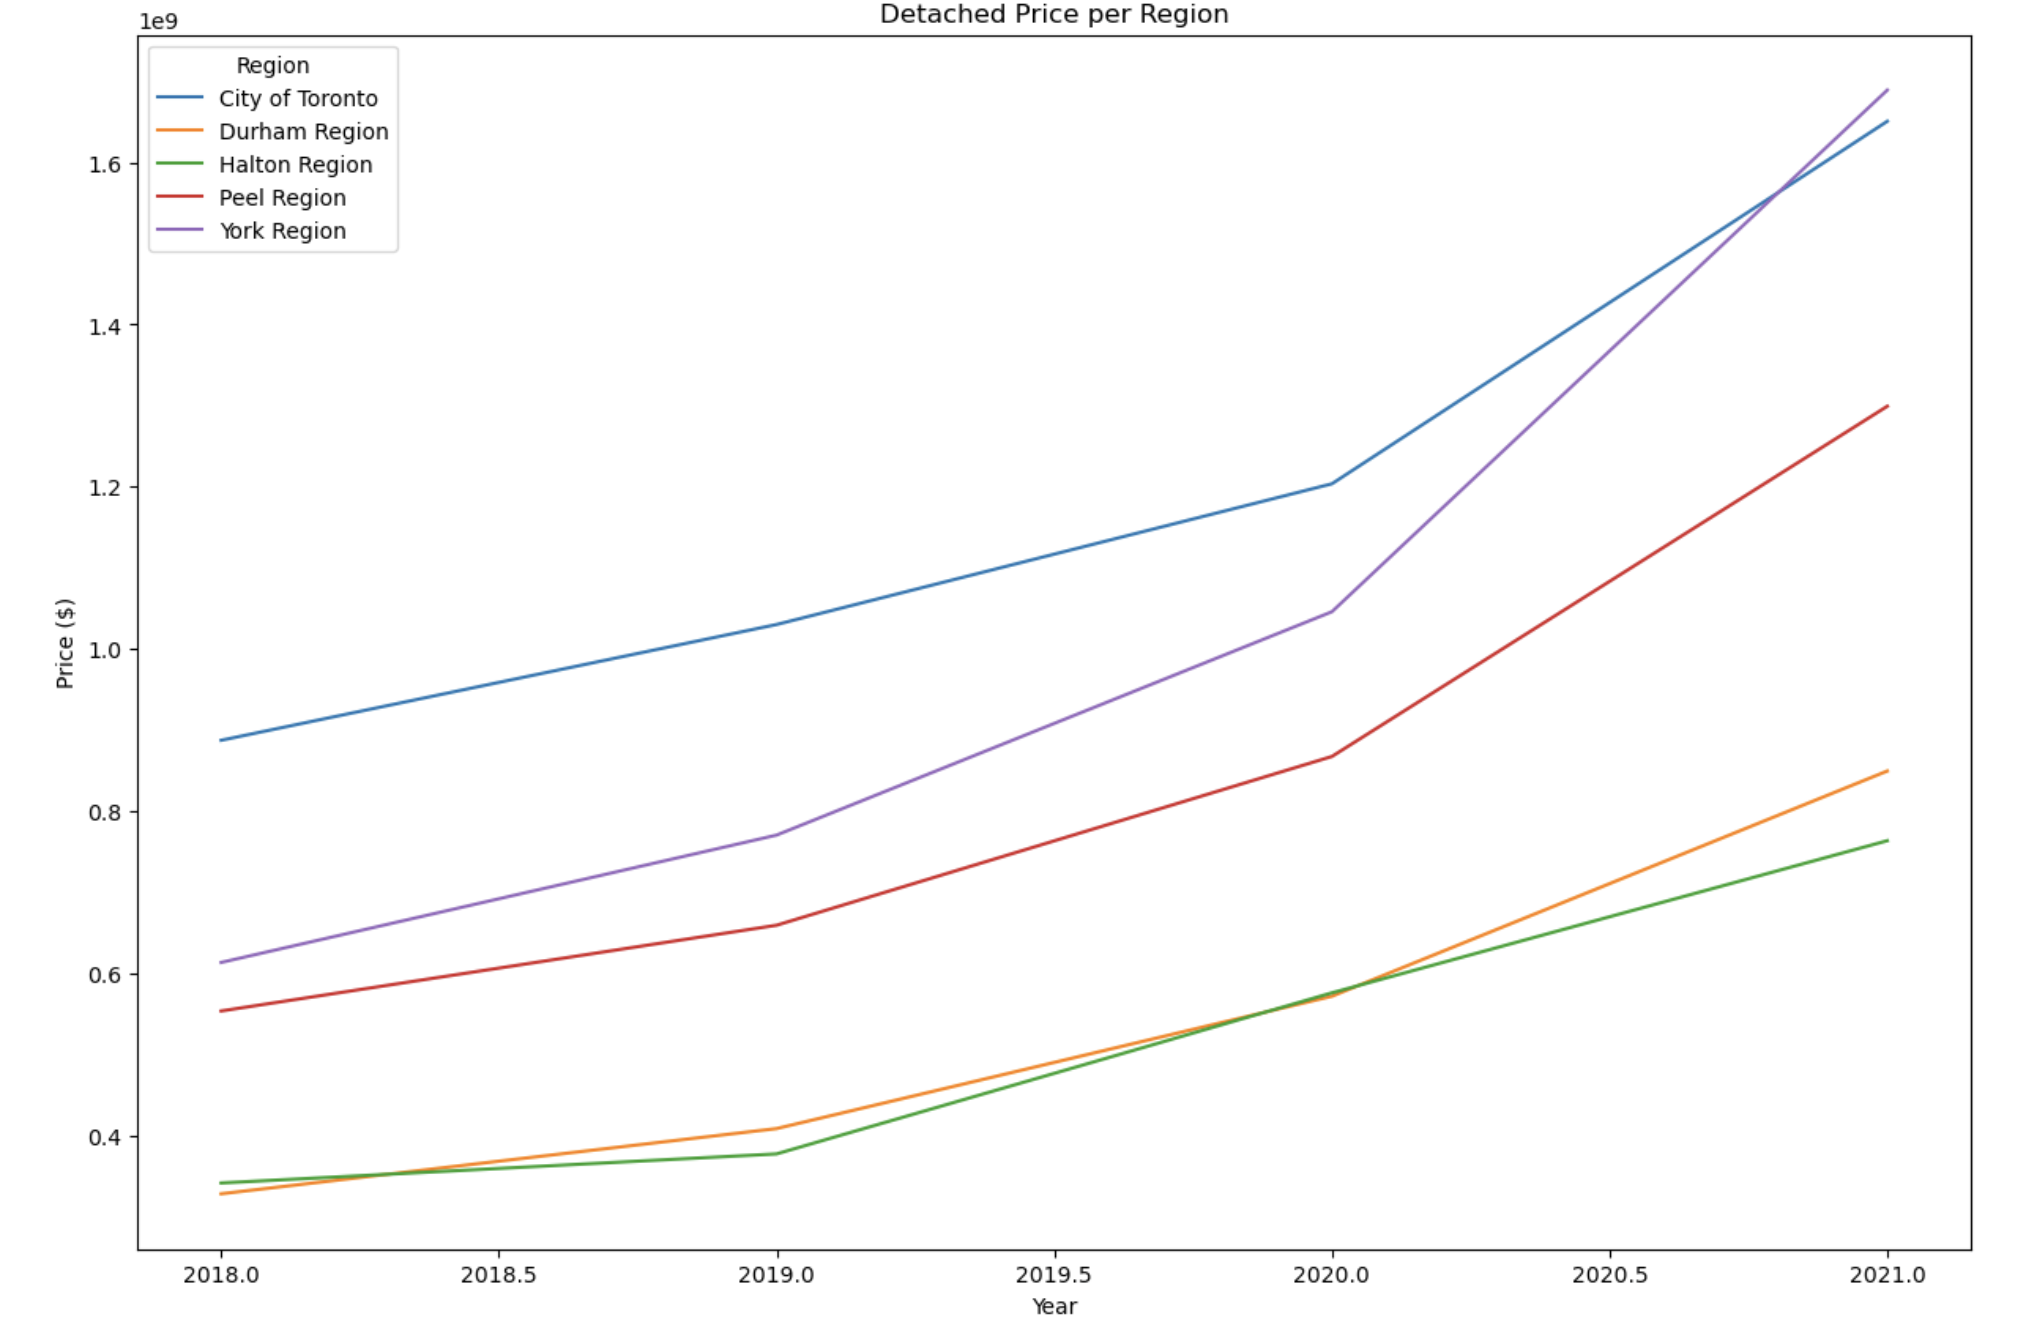 Detached Price per Region
1e9
Region
City of Toronto
Durham Region
Halton Region
Peel Region
York Region
1.6
1.4
1.2
1.0
0.8
0.6
0.4
Price ($)
2018.0 2018.5 2019.0 2019.5 2020.0 2020.5 2021.0
Year